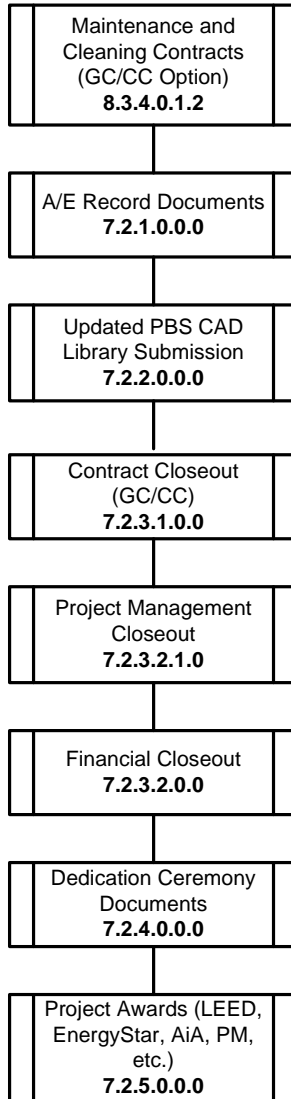 Maintenance and
Cleaning Contracts
(GC/CC Option)
8.3.4.0.1.2
A/E Record Documents
7.2.1.0.0.0
Updated PBS CAD
Library Submission
7.2.2.0.0.0
Contract Closeout
(GC/CC)
7.2.3.1.0.0
Project Management
Closeout
7.2.3.2.1.0
Financial Closeout
7.2.3.2.0.0
Dedication Ceremony
Documents
7.2.4.0.0.0
Project Awards (LEED,
EnergyStar, AiA, PM,
etc.)
7.2.5.0.0.0